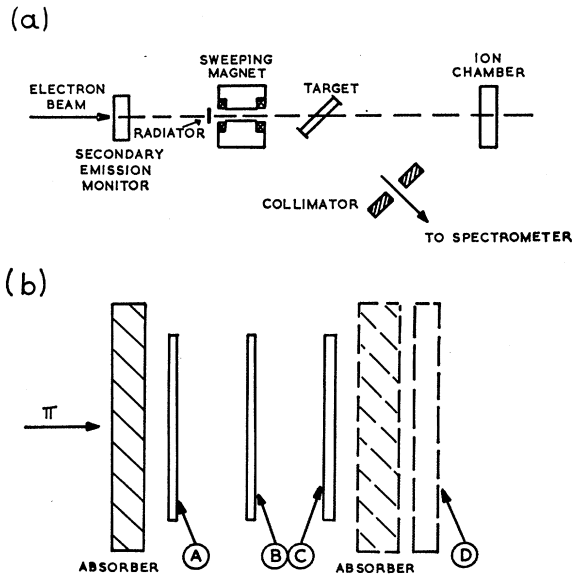 (a)
SWEEPING
MAGNET
ION
CHAMBER
ELECTRON
BEAM
TARGET
RADIATOR
SECONDARY
EMISSION
MONITOR
COLLIMATOR
TO SPECTROMETER
(b)
π
A
B
C
D
ABSORBER
ABSORBER